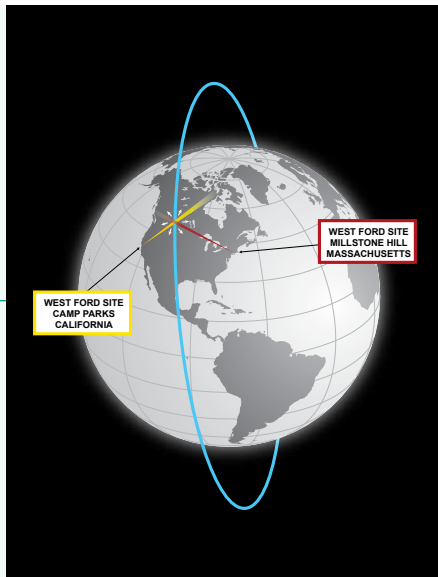 WEST FORD SITE
MILLSTONE HILL
MASSACHUSETTS
WEST FORD SITE
CAMP PARKS
CALIFORNIA